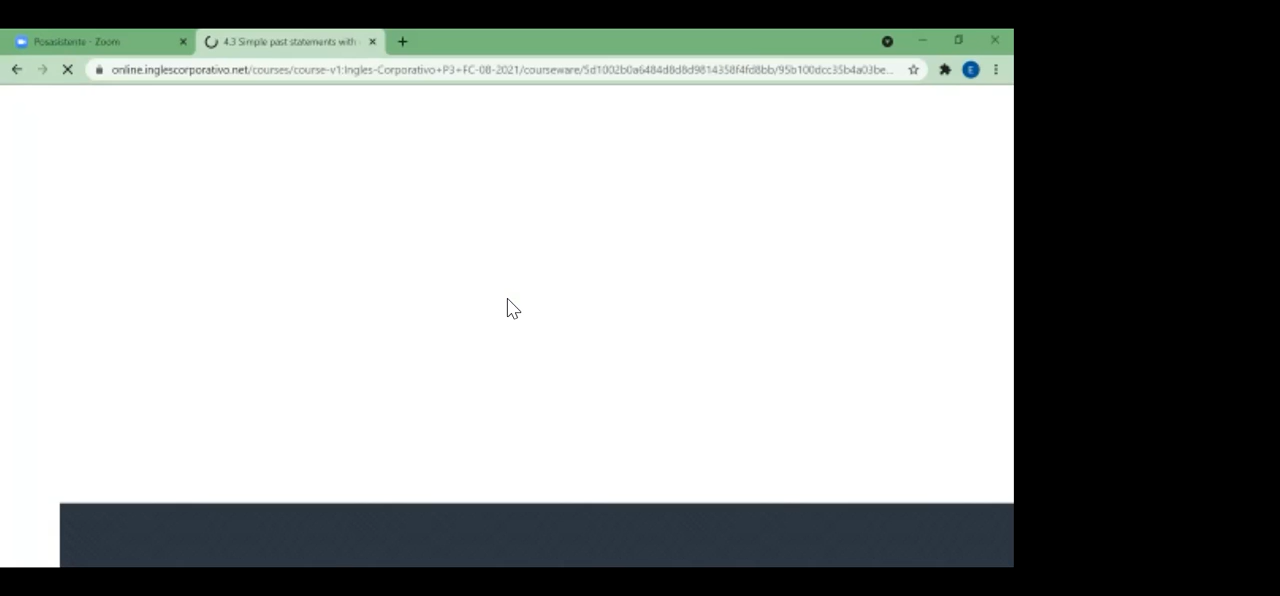 Posasistente - Zoom
4.3 Simple past statements with
online.inglescorporativo.net/courses/course-v1:Ingles-Corporativo+P3+FC-08-2021/courseware/5d1002b0a6484d8d8d9814358f4fd8bb/95b100dcc35b4a03be...
E